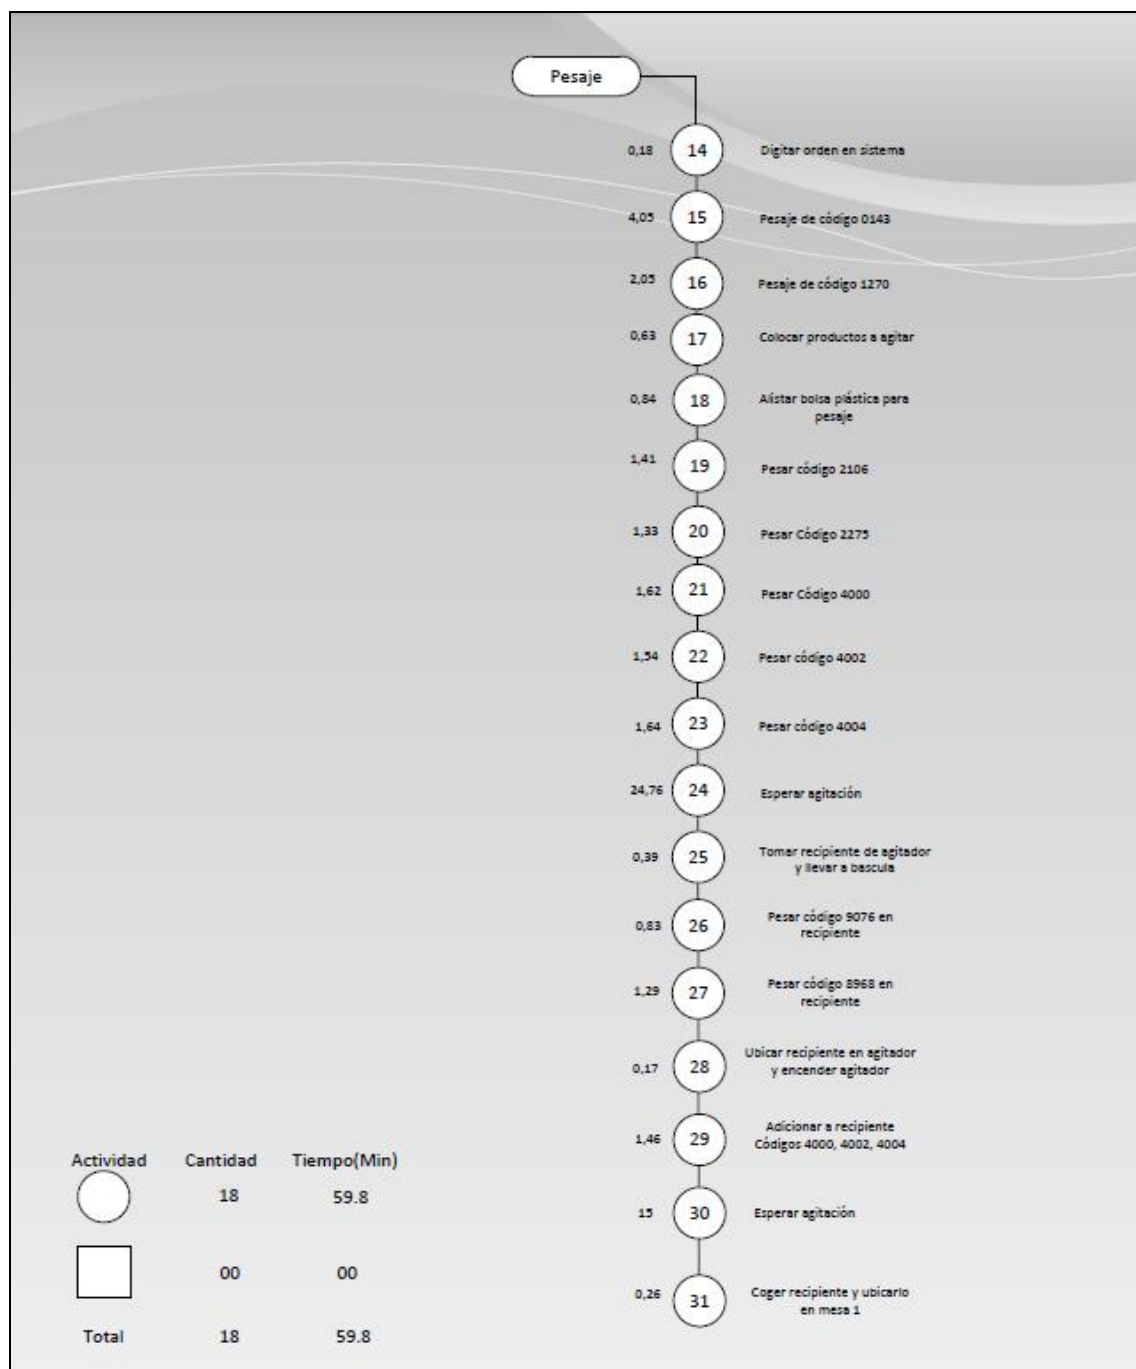 Pesaje
0,18 14 Digitar orden en sistema
4,05 15 Pesaje de código 0143
2,05 16 Pesaje de código 1270
0,63 17 Colocar productos a agitar
0,84 18 Alistar bolsa plástica para
pesaje
1,41 19 Pesar código 2106
1,33 20 Pesar Código 2275
1,62 21 Pesar Código 4000
1,54 22 Pesar código 4002
1,64 23 Pesar código 4004
24,76 24 Esperar agitación
0,39 25 Tomar recipiente de agitador
y llevar a bascula
0,83 26 Pesar código 9076 en
recipiente
1,29 27 Pesar código 8968 en
recipiente
0,17 28 Ubicar recipiente en agitador
y encender agitador
1,46 29 Adicionar a recipiente
Códigos 4000, 4002, 4004
15 30 Esperar agitación
0,26 31 Coger recipiente y ubicarlo
en mesa 1
Actividad Cantidad Tiempo(Min)
18 59.8
00 00
Total 18 59.8